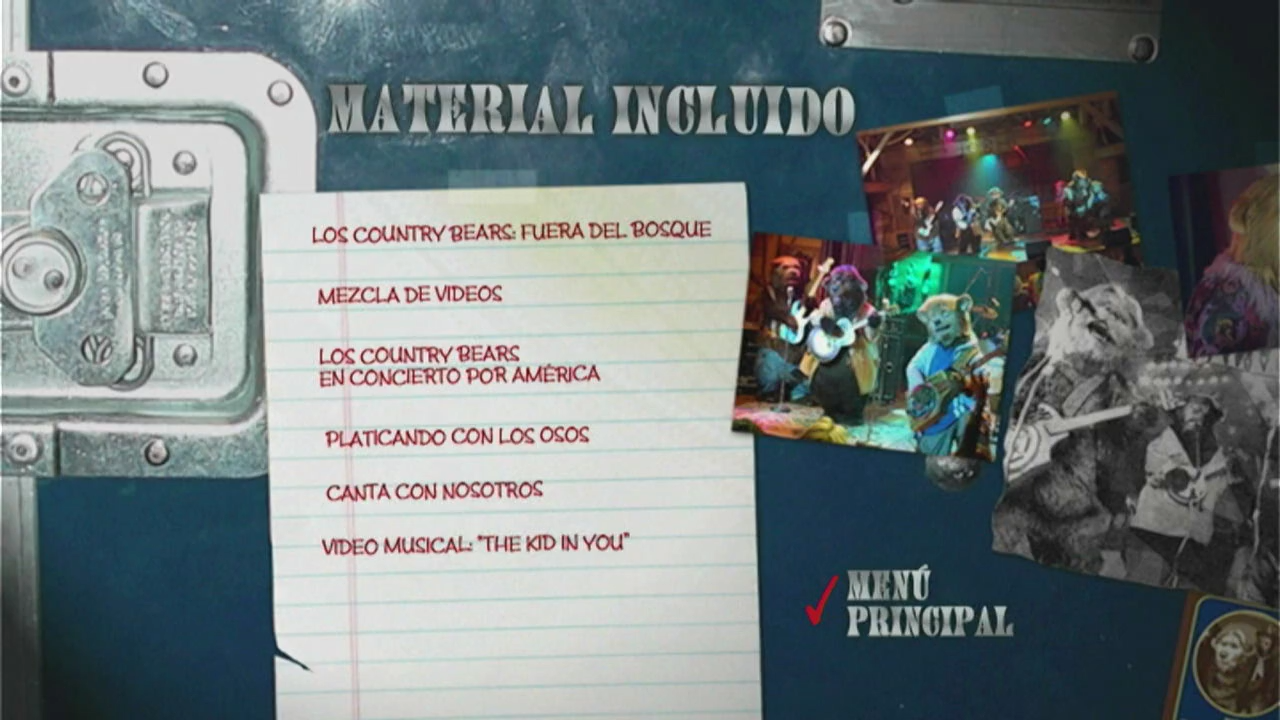 MATERIAL INCLUIDO
LOS COUNTRY BEARS: FUERA DEL BOSQUE
MEZCLA DE VIDEOS
LOS COUNTRY BEARS
EN CONCIERTO POR AMÉRICA
PLATICANDO CON LOS OSOS
CANTA CON NOSOTROS
VIDEO MUSICAL: "THE KID IN YOU"
MENÚ
PRINCIPAL